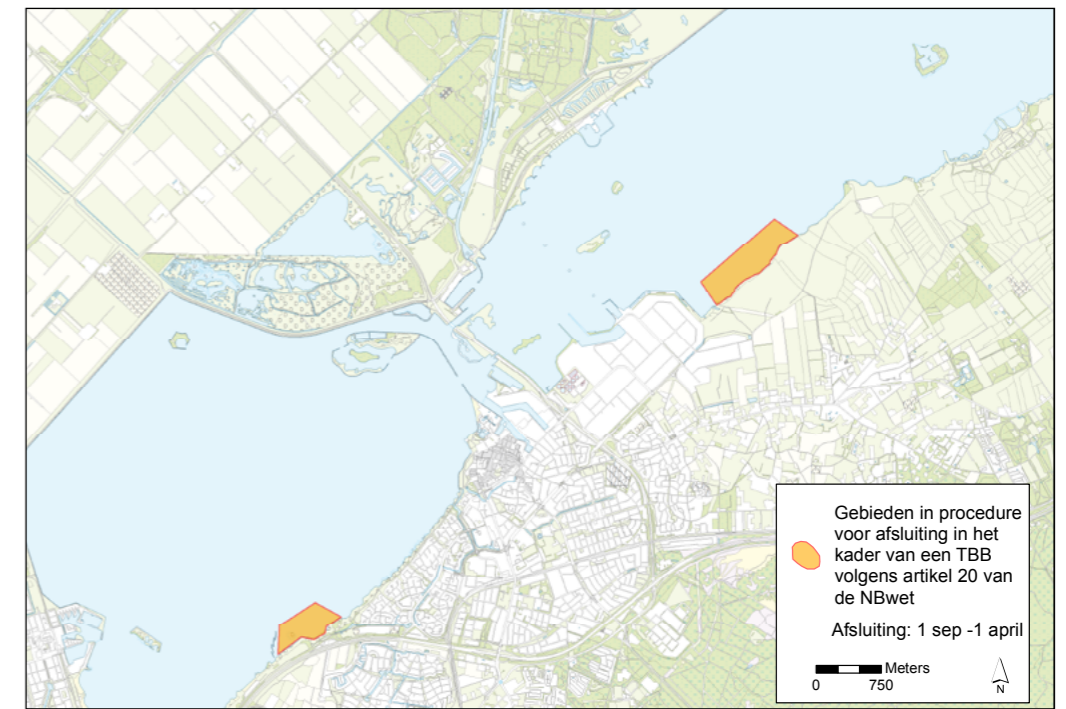 Gebieden in procedure
voor afsluiting in het
kader van een TBB
volgens artikel 20 van
de NBwet
Afsluiting: 1 sep -1 april
Meters
0 750
N